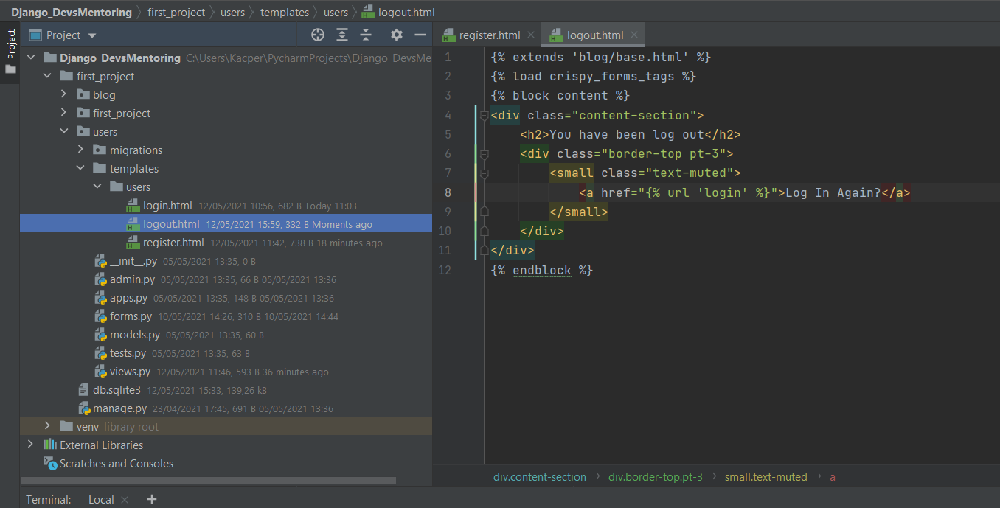 Django_DevsMentoring first_project users templates users logout.html
Project
Project
register.html logout.html
Django_DevsMentoring C:\Users\Kacper\PycharmProjects\Django_DevsMe
first_project
blog
first_project
users
migrations
templates
users
login.html 12/05/2021 10:56, 682 B Today 11:03
logout.html 12/05/2021 15:59, 332 B Moments ago
register.html 12/05/2021 11:42, 738 B 18 minutes ago
__init__.py 05/05/2021 13:35, 0 B
admin.py 05/05/2021 13:35, 66 B 05/05/2021 13:36
apps.py 05/05/2021 13:35, 148 B 05/05/2021 13:36
forms.py 10/05/2021 14:26, 310 B 10/05/2021 14:44
models.py 05/05/2021 13:35, 60 B
tests.py 05/05/2021 13:35, 63 B
views.py 12/05/2021 11:46, 593 B 36 minutes ago
db.sqlite3 12/05/2021 15:33, 139,26 kB
manage.py 23/04/2021 17:45, 691 B 05/05/2021 13:36
venv library root
External Libraries
Scratches and Consoles
1 {% extends 'blog/base.html' %}
2 {% load crispy_forms_tags %}
3 {% block content %}
4 <div class="content-section">
5 <h2>You have been log out</h2>
6 <div class="border-top pt-3">
7 <small class="text-muted">
8 <a href="{% url 'login' %}">Log In Again?</a>
9 </small>
10 </div>
11 </div>
12 {% endblock %}
div.content-section div.border-top.pt-3 small.text-muted a
Terminal: Local